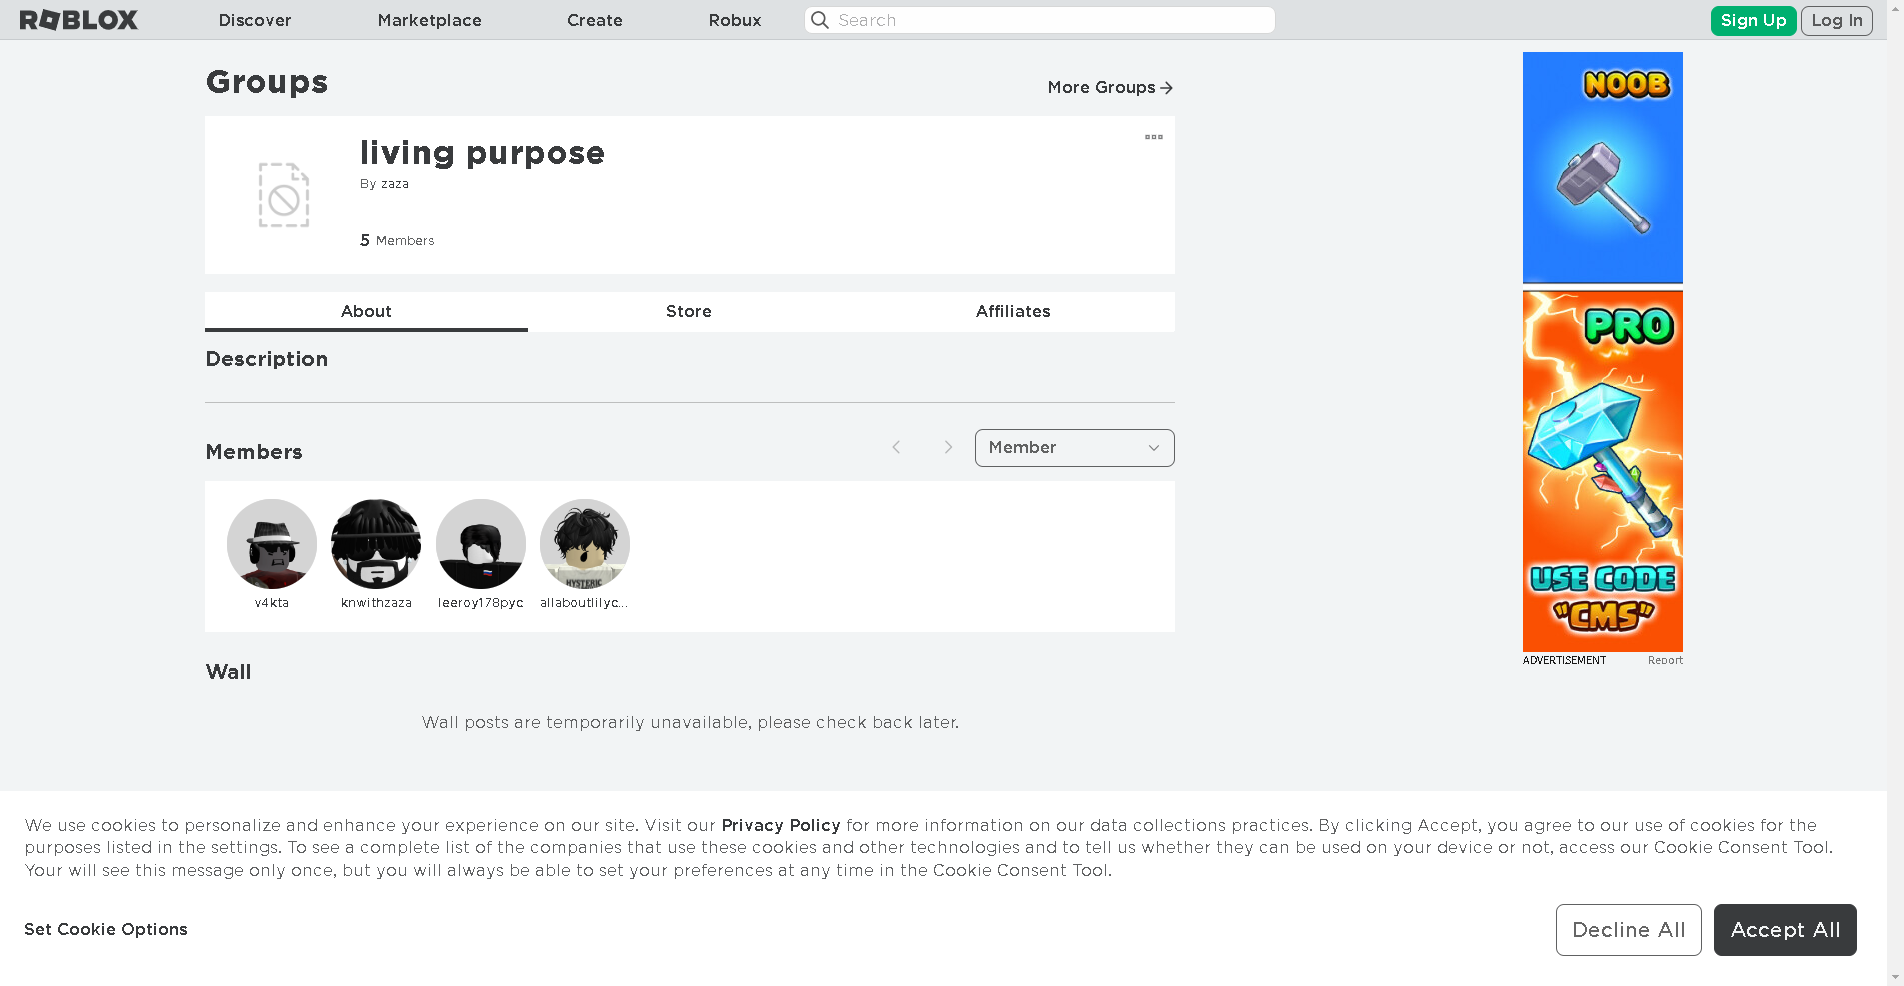 ROBLOX
Discover
Marketplace
Create
Robux
Search
Sign Up
Log In
Groups
More Groups
living purpose
By zaza
5 Members
About
Store
Affiliates
Description
Members
Member
HYSTERIC
v4kta
knwithzaza
leeroy178pyc
allaboutlilyc...
Wall
Wall posts are temporarily unavailable, please check back later.
NOOB
PRO
USE CODE
"CMS"
ADVERTISEMENT
Report
We use cookies to personalize and enhance your experience on our site. Visit our Privacy Policy for more information on our data collections practices. By clicking Accept, you agree to our use of cookies for the
purposes listed in the settings. To see a complete list of the companies that use these cookies and other technologies and to tell us whether they can be used on your device or not, access our Cookie Consent Tool.
Your will see this message only once, but you will always be able to set your preferences at any time in the Cookie Consent Tool.
Set Cookie Options
Decline All
Accept All